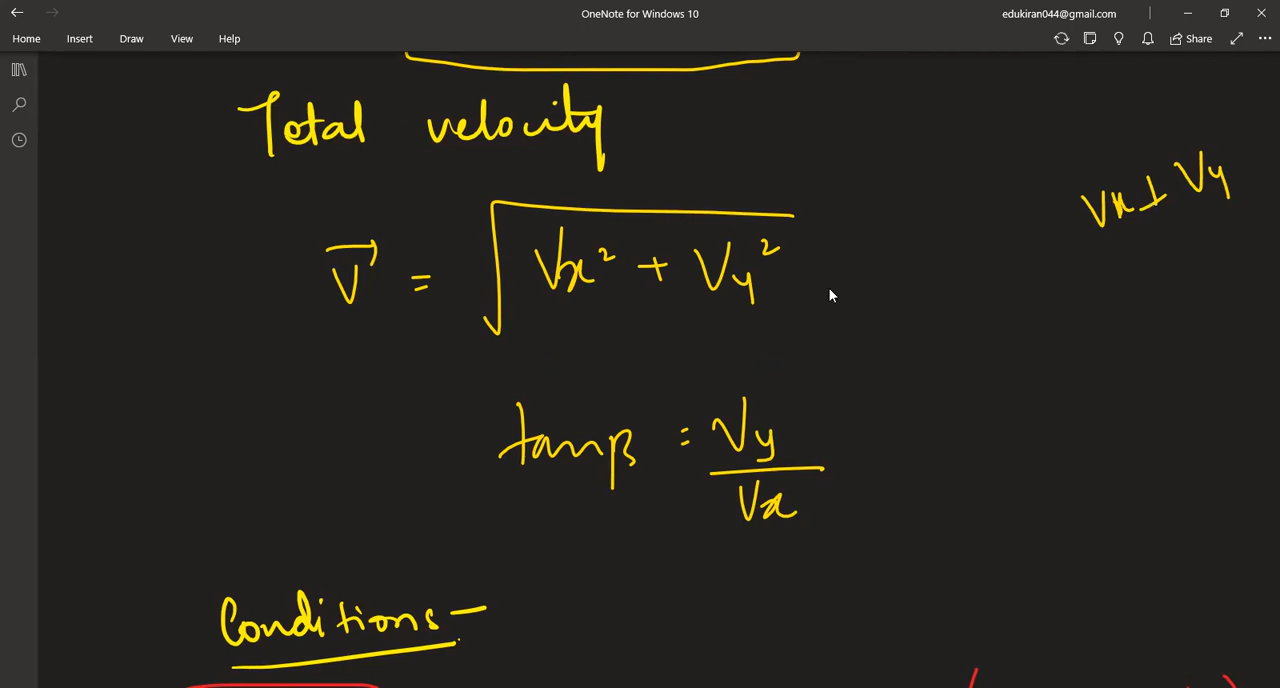 OneNote for Windows 10
edukiran044@gmail.com
Home Insert Draw View Help
Share
Total velocity
Vx ⊥ Vy
V⃗ = √(Vx² + Vy²)
tanβ = Vy / Vx
Conditions –